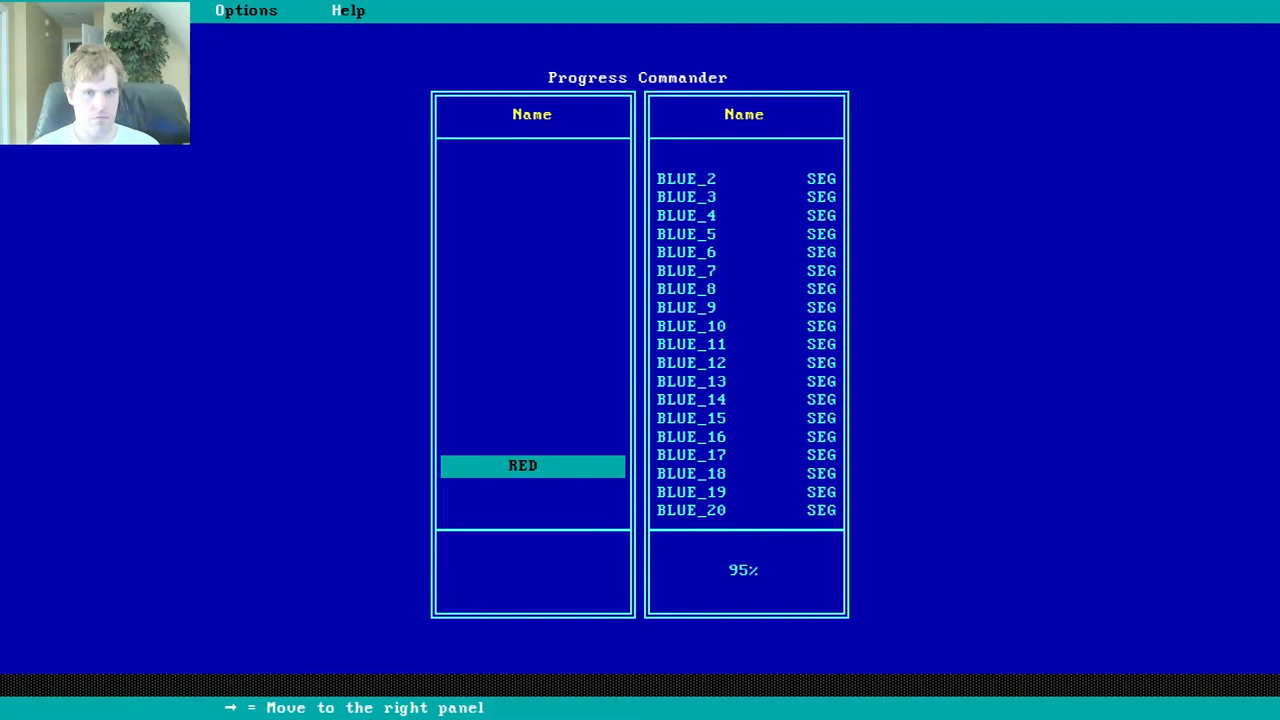 Options Help
Progress Commander
Name Name
BLUE_2 SEG
BLUE_3 SEG
BLUE_4 SEG
BLUE_5 SEG
BLUE_6 SEG
BLUE_7 SEG
BLUE_8 SEG
BLUE_9 SEG
BLUE_10 SEG
BLUE_11 SEG
BLUE_12 SEG
BLUE_13 SEG
BLUE_14 SEG
BLUE_15 SEG
BLUE_16 SEG
BLUE_17 SEG
RED
BLUE_18 SEG
BLUE_19 SEG
BLUE_20 SEG
95%
→ = Move to the right panel